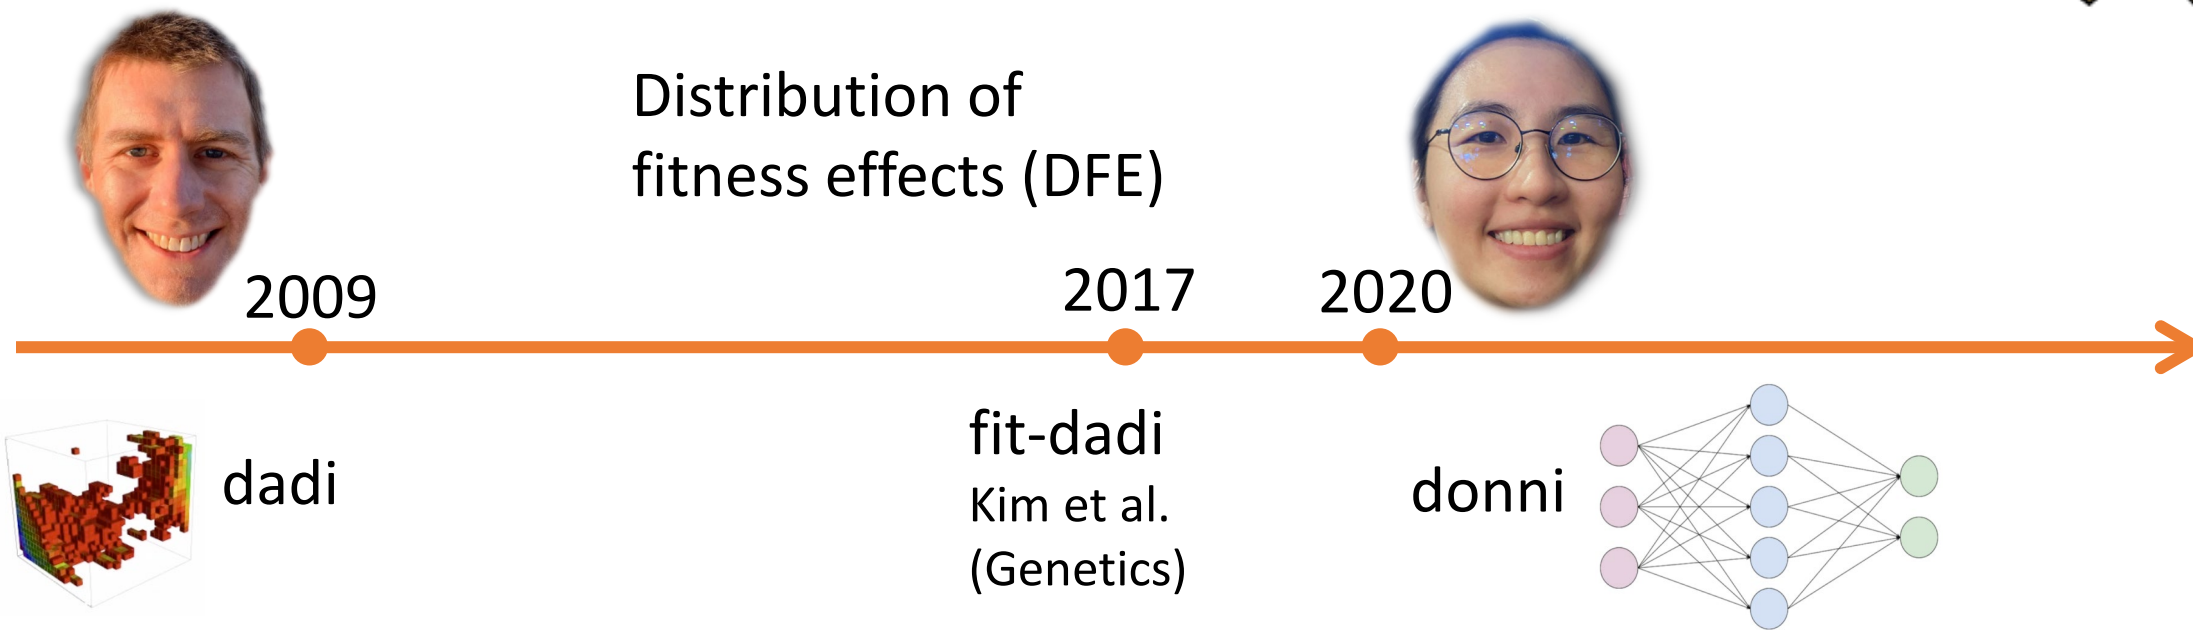 Distribution of
fitness effects (DFE)
2009
2017
2020
dadi
fit-dadi
Kim et al.
(Genetics)
donni